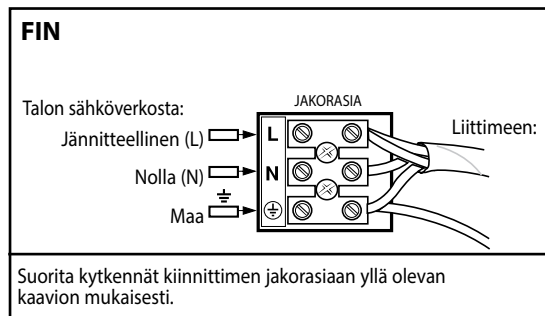 FIN
Talon sähköverkosta:
JAKORASIA
Jännitteellinen (L)
L
Liittimeen:
Nolla (N)
N
Maa
Suorita kytkennät kiinnittimen jakorasiaan yllä olevan
kaavion mukaisesti.